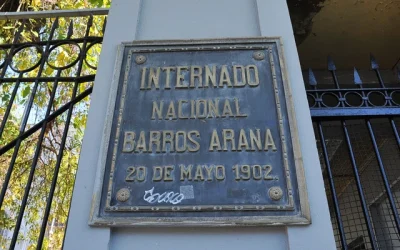 INTERNADO
NACIONAL
BARROS ARANA
20 DE MAYO 1902.